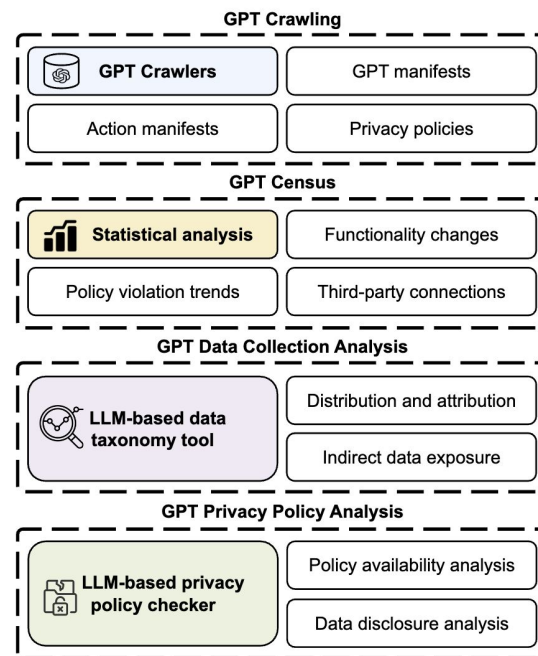 GPT Crawling
GPT Crawlers
GPT manifests
Action manifests
Privacy policies
GPT Census
Statistical analysis
Functionality changes
Policy violation trends
Third-party connections
GPT Data Collection Analysis
LLM-based data
taxonomy tool
Distribution and attribution
Indirect data exposure
GPT Privacy Policy Analysis
LLM-based privacy
policy checker
Policy availability analysis
Data disclosure analysis